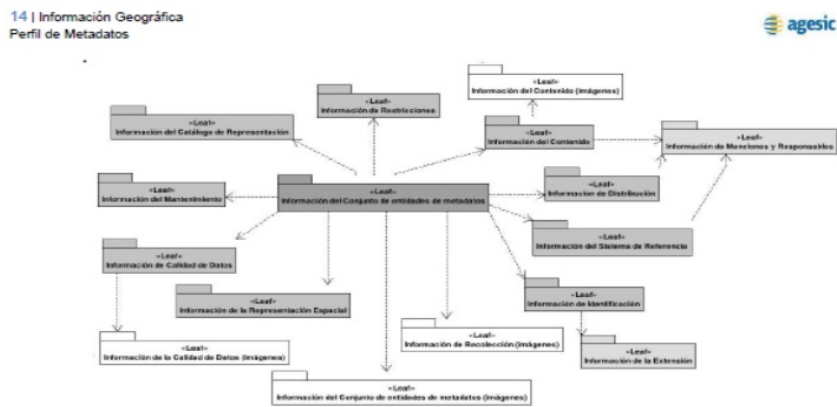 14 | Información Geográfica
Perfil de Metadatos
agesic
«Leaf»
Información del Contenido (Imágenes)
«Leaf»
Información de Restricciones
«Leaf»
Información del Catálogo de Representación
«Leaf»
Información del Contenido
«Leaf»
Información de Menciones y Responsables
«Leaf»
Información del Mantenimiento
«Leaf»
Información del Conjunto de entidades de metadatos
«Leaf»
Información de Distribución
«Leaf»
Información del Sistema de Referencia
«Leaf»
Información de Calidad de Datos
«Leaf»
Información de la Representación Espacial
«Leaf»
Información de Identificación
«Leaf»
Información de la Calidad de Datos (Imágenes)
«Leaf»
Información de Recolección (Imágenes)
«Leaf»
Información de la Extensión
«Leaf»
Información del Conjunto de entidades de metadatos (Imágenes)